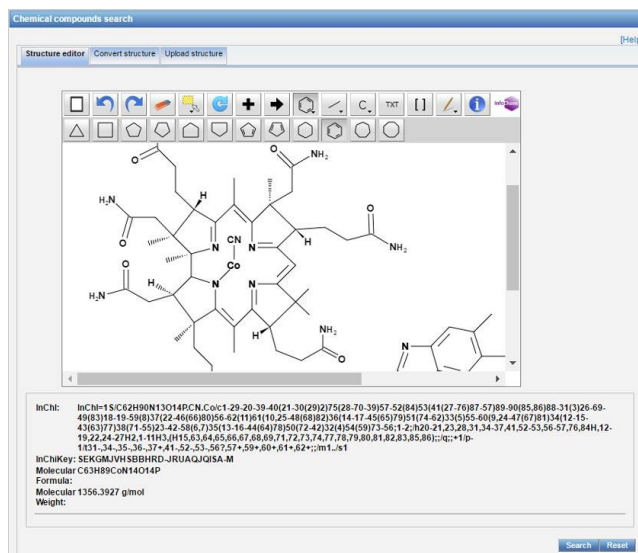 Chemical compounds search
[Help
Structure editor Convert structure Upload structure
C TXT [ ] i InfoChem
O NH₂
O
H₂N H
O CN
N N H
Co O
NH₂
O N N
H
H₂N
NH₂
H O
N
InChI: InChI=1S/C62H90N13O14P.CN.Co/c1-29-20-39-40(21-30(29)2)75(28-70-39)57-52(84)53(41(27-76)87-57)89-90(85,86)88-31(3)26-69-
49(83)18-19-59(8)37(22-46(66)80)56-62(11)61(10,25-48(68)82)36(14-17-45(65)79)51(74-62)33(5)55-60(9,24-47(67)81)34(12-15-
43(63)77)38(71-55)23-42-58(6,7)35(13-16-44(64)78)50(72-42)32(4)54(59)73-56;1-2;/h20-21,23,28,31,34-37,41,52-53,56-57,76,84H,12-
19,22,24-27H2,1-11H3,(H15,63,64,65,66,67,68,69,71,72,73,74,77,78,79,80,81,82,83,85,86);;/q;;+1/p-
1/t31-,34-,35-,36-,37+,41-,52-,53-,56?,57+,59+,60+,61+,62+;;/m1../s1
InChiKey: SEKGMJVHSBBHRD-JRUAQJQISA-M
Molecular Formula: C63H89CoN14O14P
Molecular Weight: 1356.3927 g/mol
Search Reset